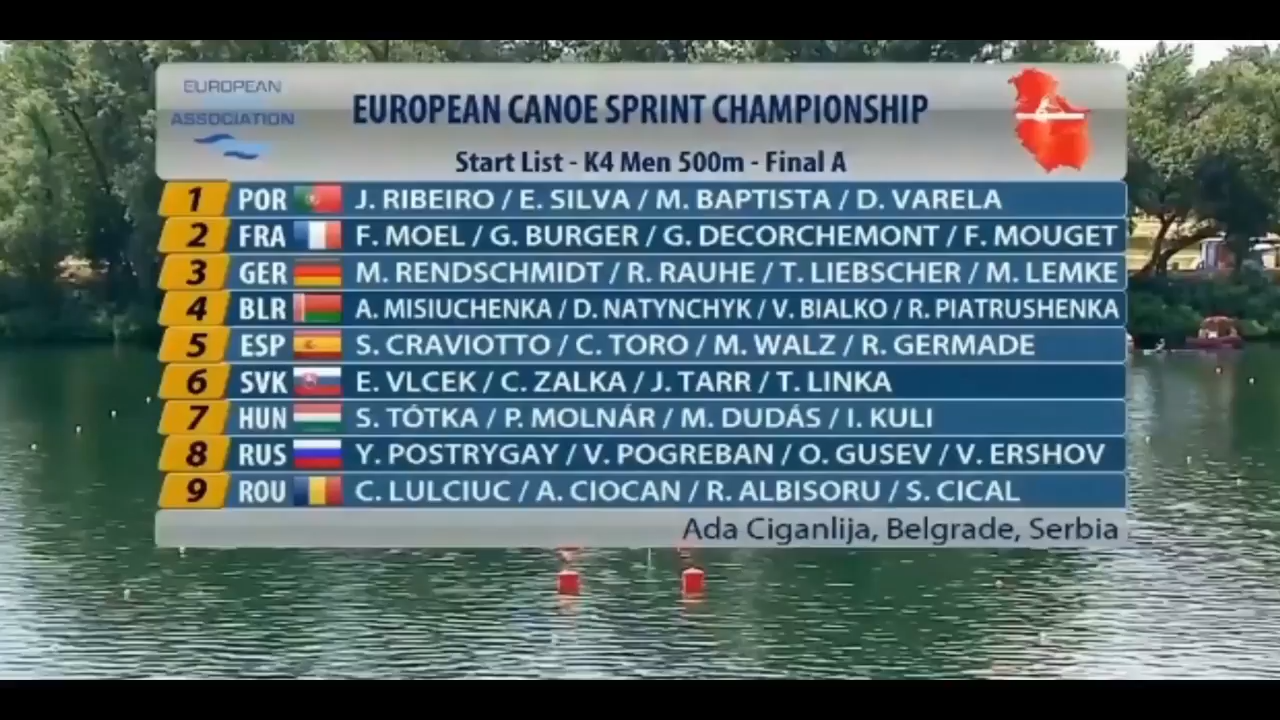 EUROPEAN
ASSOCIATION
EUROPEAN CANOE SPRINT CHAMPIONSHIP
Start List - K4 Men 500m - Final A
1 POR J. RIBEIRO / E. SILVA / M. BAPTISTA / D. VARELA
2 FRA F. MOEL / G. BURGER / G. DECORCHEMONT / F. MOUGET
3 GER M. RENDSCHMIDT / R. RAUHE / T. LIEBSCHER / M. LEMKE
4 BLR A. MISIUCHENKA / D. NATYNCHYK / V. BIALKO / R. PIATRUSHENKA
5 ESP S. CRAVIOTTO / C. TORO / M. WALZ / R. GERMADE
6 SVK E. VLCEK / C. ZALKA / J. TARR / T. LINKA
7 HUN S. TÓTKA / P. MOLNÁR / M. DUDÁS / I. KULI
8 RUS Y. POSTRYGAY / V. POGREBAN / O. GUSEV / V. ERSHOV
9 ROU C. LULCIUC / A. CIOCAN / R. ALBISORU / S. CICAL
Ada Ciganlija, Belgrade, Serbia